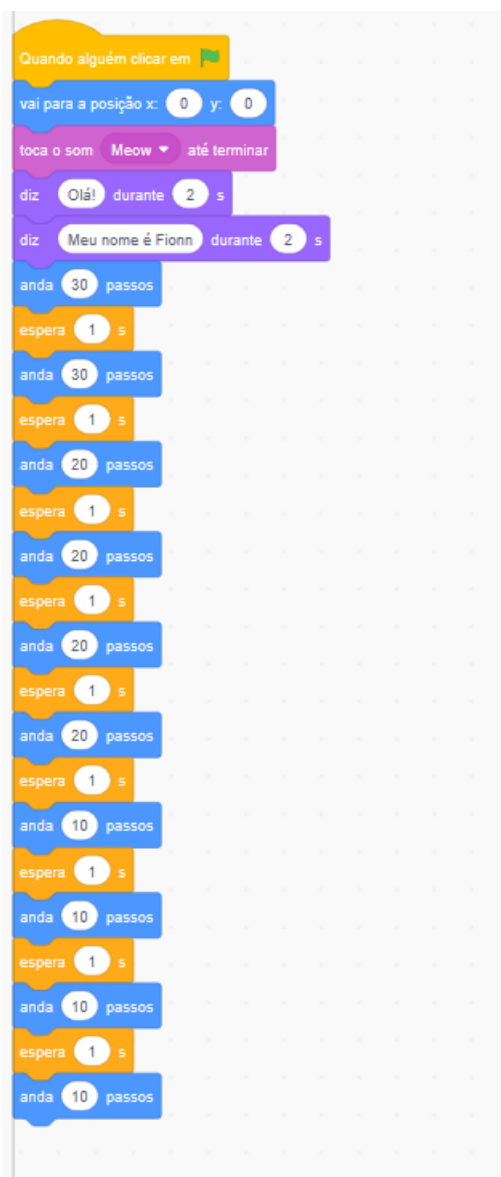 Quando alguém clicar em
vai para a posição x: 0 y: 0
toca o som Meow até terminar
diz Olá! durante 2 s
diz Meu nome é Fionn durante 2 s
anda 30 passos
espera 1 s
anda 30 passos
espera 1 s
anda 20 passos
espera 1 s
anda 20 passos
espera 1 s
anda 20 passos
espera 1 s
anda 20 passos
espera 1 s
anda 10 passos
espera 1 s
anda 10 passos
espera 1 s
anda 10 passos
espera 1 s
anda 10 passos